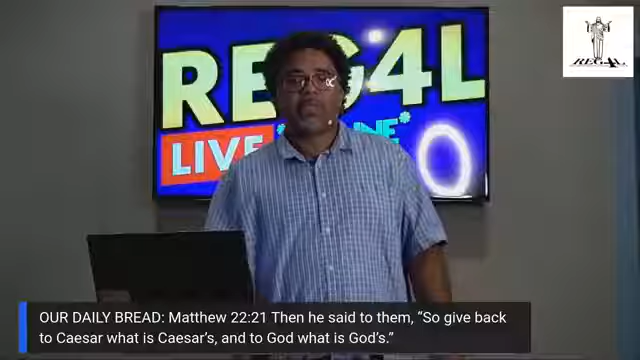 REG4L
LIVE
REG4L
OUR DAILY BREAD: Matthew 22:21 Then he said to them, “So give back
to Caesar what is Caesar’s, and to God what is God’s.”